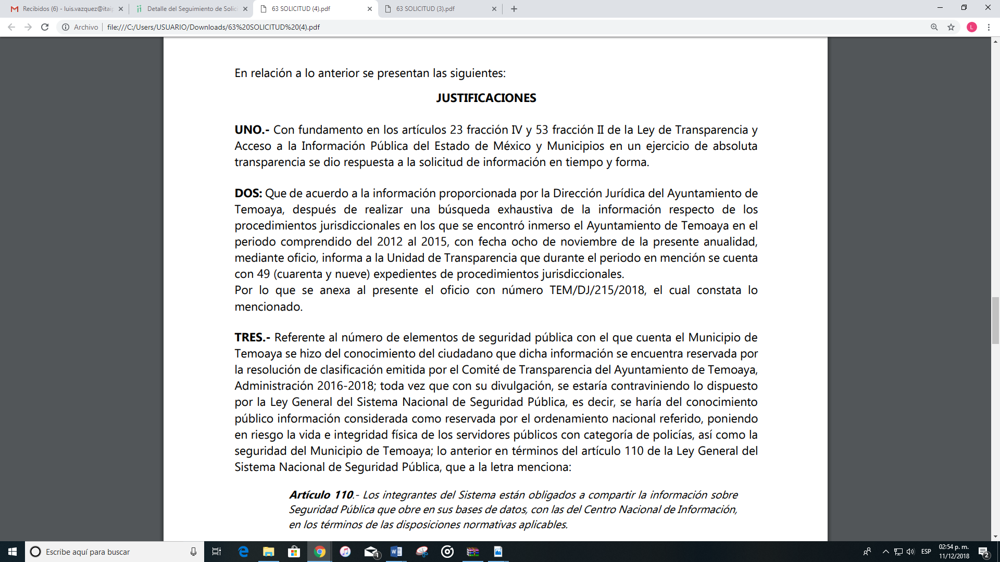 Recibidos (6) - luis.vazquez@itaip
Detalle del Seguimiento de Solici
63 SOLICITUD (4).pdf
63 SOLICITUD (3).pdf
Archivo
file:///C:/Users/USUARIO/Downloads/63%20SOLICITUD%20(4).pdf
L
En relación a lo anterior se presentan las siguientes:
JUSTIFICACIONES
UNO.- Con fundamento en los artículos 23 fracción IV y 53 fracción II de la Ley de Transparencia y
Acceso a la Información Pública del Estado de México y Municipios en un ejercicio de absoluta
transparencia se dio respuesta a la solicitud de información en tiempo y forma.
DOS: Que de acuerdo a la información proporcionada por la Dirección Jurídica del Ayuntamiento de
Temoaya, después de realizar una búsqueda exhaustiva de la información respecto de los
procedimientos jurisdiccionales en los que se encontró inmerso el Ayuntamiento de Temoaya en el
periodo comprendido del 2012 al 2015, con fecha ocho de noviembre de la presente anualidad,
mediante oficio, informa a la Unidad de Transparencia que durante el periodo en mención se cuenta
con 49 (cuarenta y nueve) expedientes de procedimientos jurisdiccionales.
Por lo que se anexa al presente el oficio con número TEM/DJ/215/2018, el cual constata lo
mencionado.
TRES.- Referente al número de elementos de seguridad pública con el que cuenta el Municipio de
Temoaya se hizo del conocimiento del ciudadano que dicha información se encuentra reservada por
la resolución de clasificación emitida por el Comité de Transparencia del Ayuntamiento de Temoaya,
Administración 2016-2018; toda vez que con su divulgación, se estaría contraviniendo lo dispuesto
por la Ley General del Sistema Nacional de Seguridad Pública, es decir, se haría del conocimiento
público información considerada como reservada por el ordenamiento nacional referido, poniendo
en riesgo la vida e integridad física de los servidores públicos con categoría de policías, así como la
seguridad del Municipio de Temoaya; lo anterior en términos del artículo 110 de la Ley General del
Sistema Nacional de Seguridad Pública, que a la letra menciona:
Artículo 110.- Los integrantes del Sistema están obligados a compartir la información sobre
Seguridad Pública que obre en sus bases de datos, con las del Centro Nacional de Información,
en los términos de las disposiciones normativas aplicables.
Escribe aquí para buscar
1
ESP
02:54 p. m.
11/12/2018
2